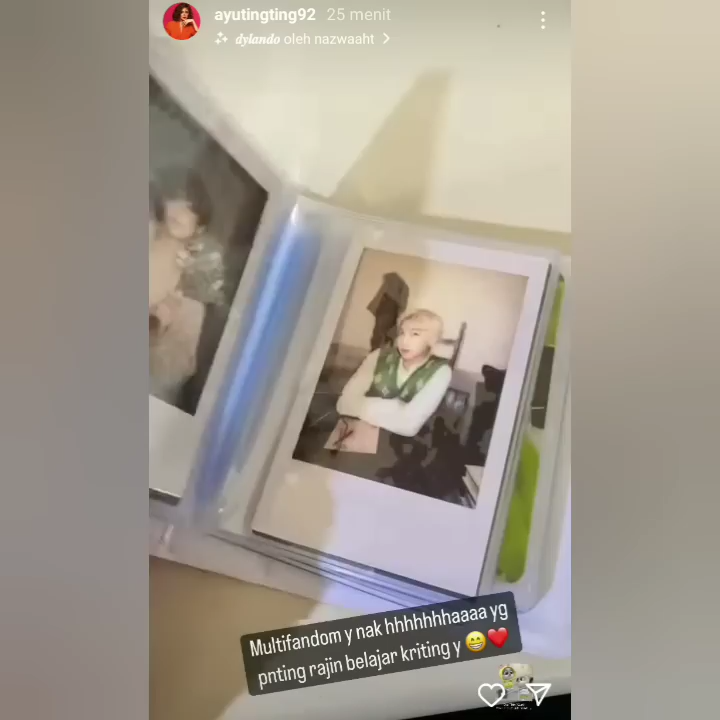 ayutingting92 25 menit
dylando oleh nazwaaht >
Multifandom y nak hhhhhhhaaaa yg
pnting rajin belajar kriting y 😁❤️